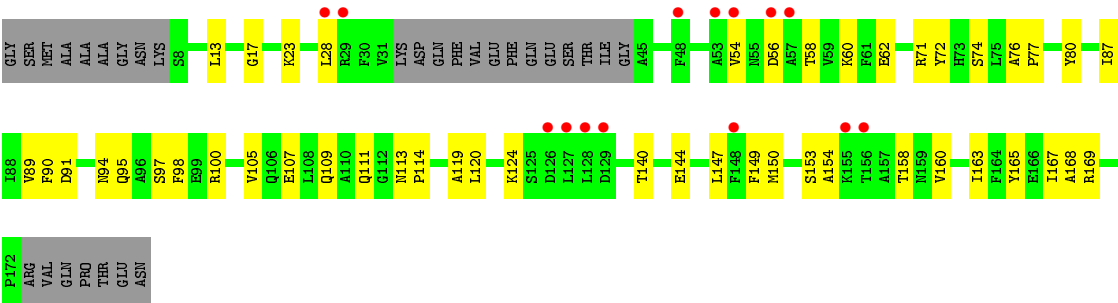 GLY SER MET ALA ALA ALA GLY ASN LYS S8 L13 G17 K23 L28 R29 F30 V31 LYS ASP GLN PHE VAL GLU PHE GLN GLU SER THR ILE GLY A45 F48 A53 V54 N55 D56 A57 T58 V59 K60 F61 E62 R71 Y72 H73 S74 L75 A76 P77 Y80 I87
I88 V89 F90 D91 N94 Q95 A96 S97 F98 E99 R100 V105 Q106 E107 L108 Q109 A110 Q111 G112 N113 P114 A119 L120 K124 S125 D126 L127 L128 D129 T140 E144 L147 F148 F149 M150 S153 A154 K155 T156 A157 T158 N159 V160 I163 F164 Y165 E166 I167 A168 R169
P172 ARG VAL GLN PRO THR GLU ASN